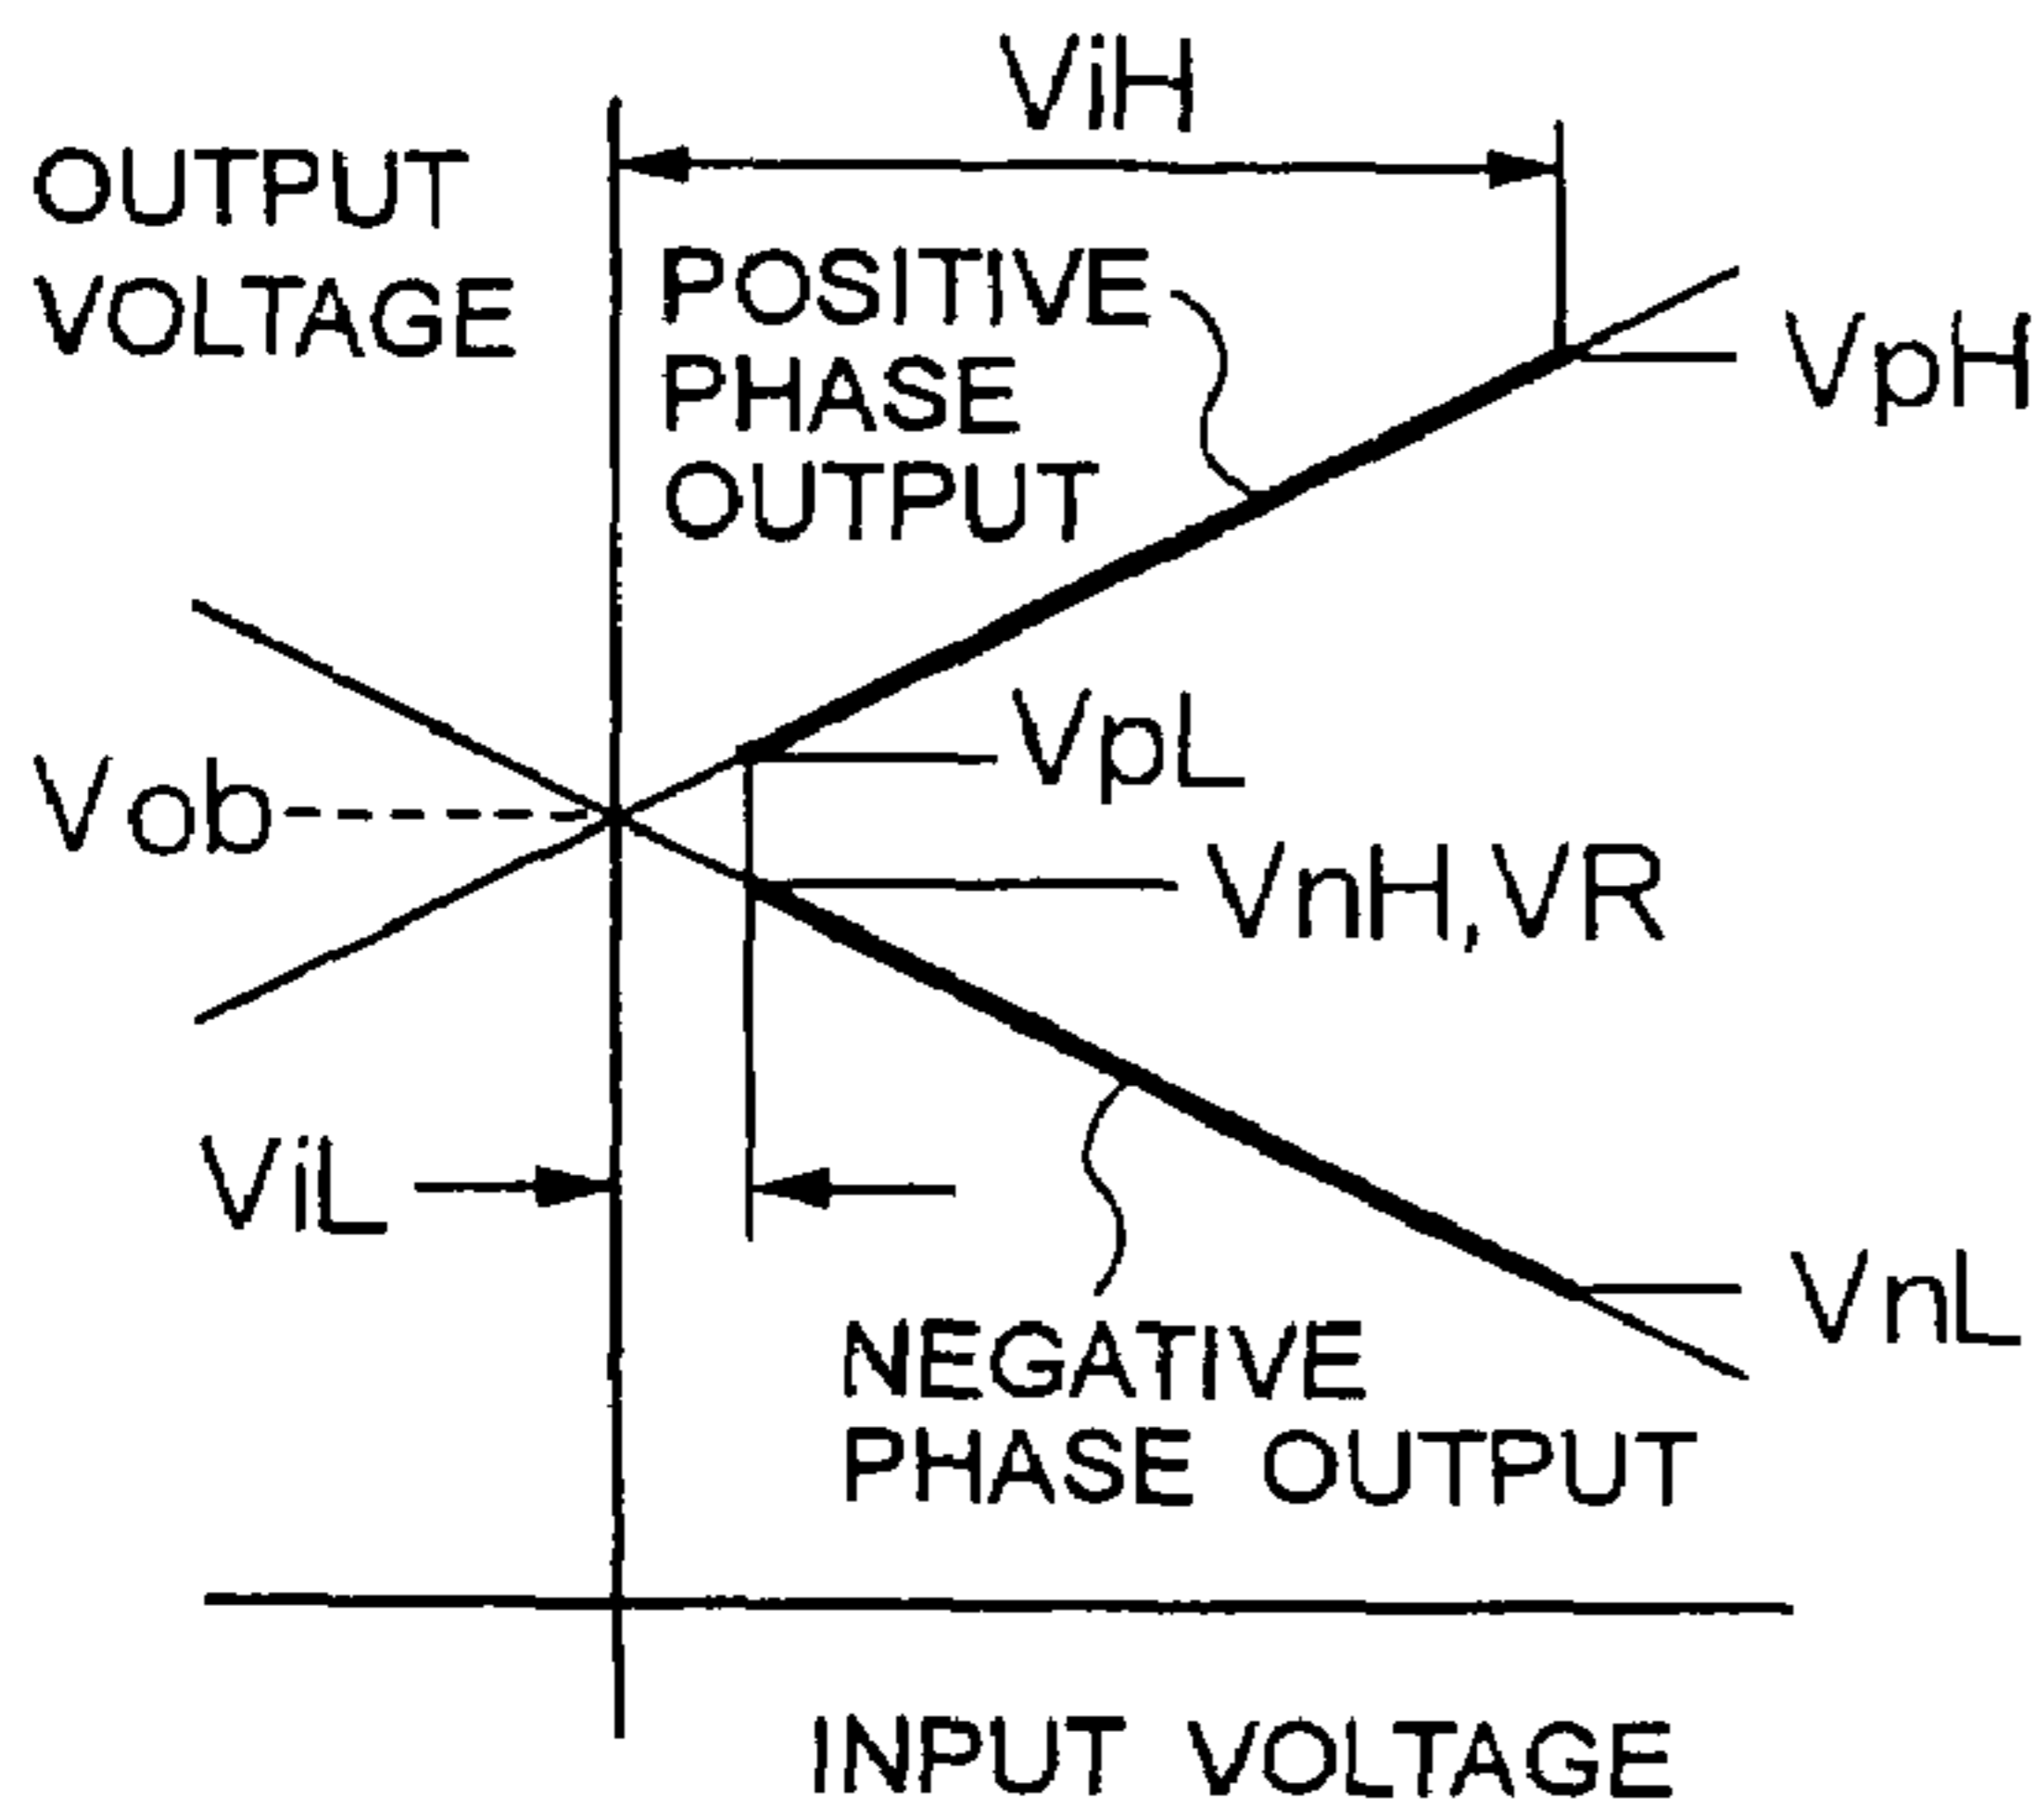 ViH
OUTPUT
VOLTAGE
POSITIVE
PHASE
OUTPUT
VpH
VpL
Vob
VnH,VR
ViL
VnL
NEGATIVE
PHASE OUTPUT
INPUT VOLTAGE